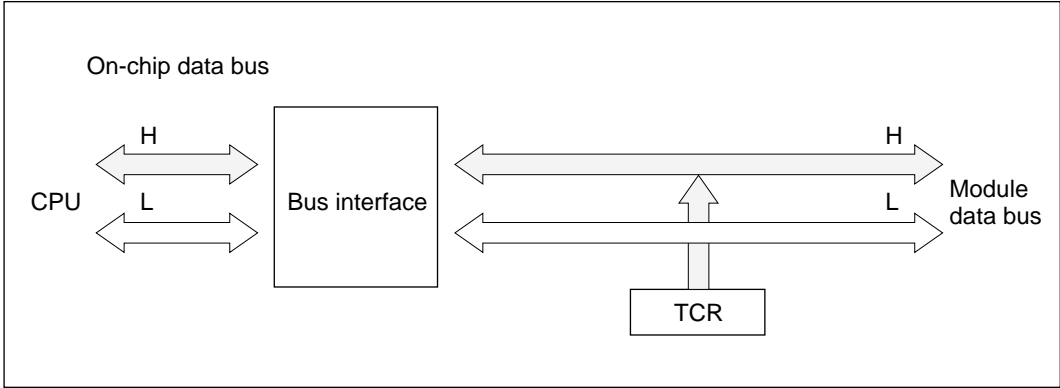 On-chip data bus
H
H
CPU
L
Bus interface
L
Module
data bus
TCR